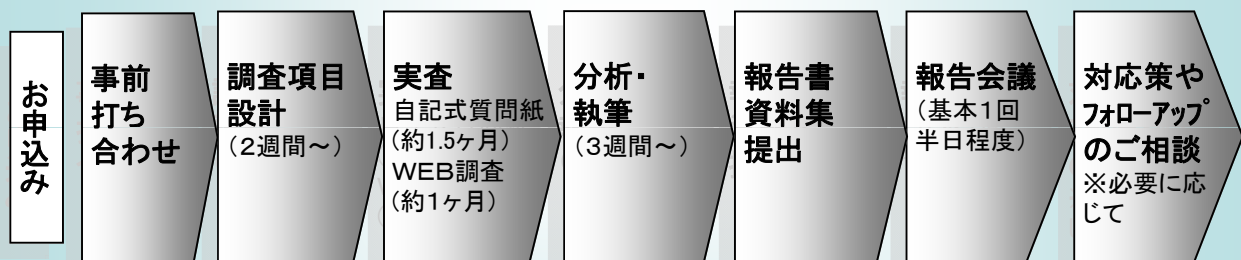 お申込み
事前
打ち
合わせ
調査項目
設計
(2週間～)
実査
自記式質問紙
(約1.5ヶ月)
WEB調査
(約1ヶ月)
分析・
執筆
(3週間～)
報告書
資料集
提出
報告会議
(基本1回
半日程度)
対応策や
フォローアップ
のご相談
※必要に応
じて